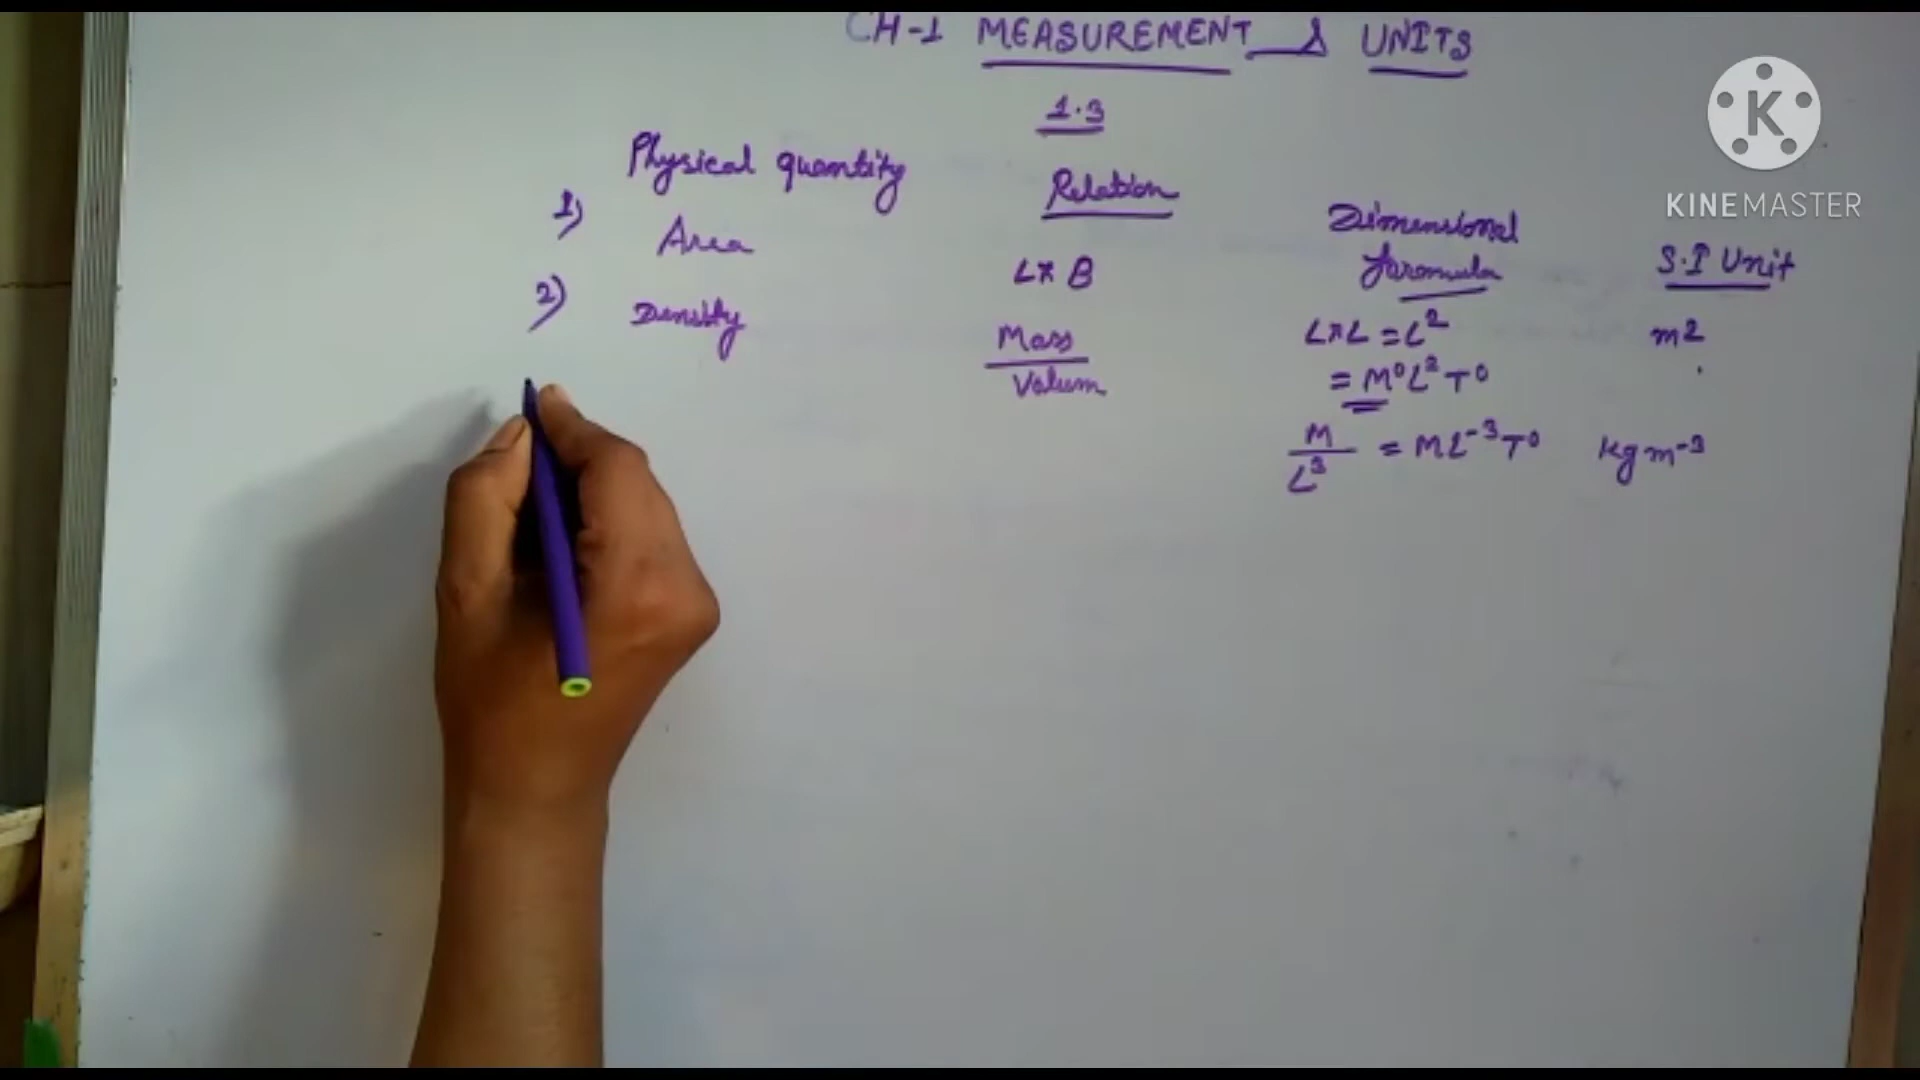 CH-1 MEASUREMENT & UNITS
1.3
Physical quantity Relation Dimensional formula S.I Unit
1) Area L×B L×L = L² m²
= M⁰L²T⁰
2) Density Mass / Volum M / L³ = ML⁻³T⁰ Kg m⁻³
K
KINEMASTER